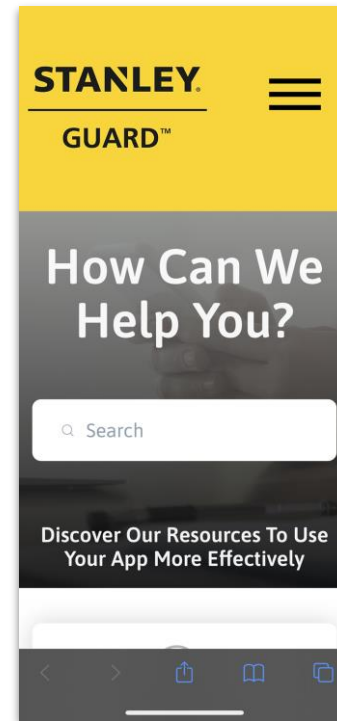 STANLEY.
GUARD™
How Can We
Help You?
Search
Discover Our Resources To Use
Your App More Effectively